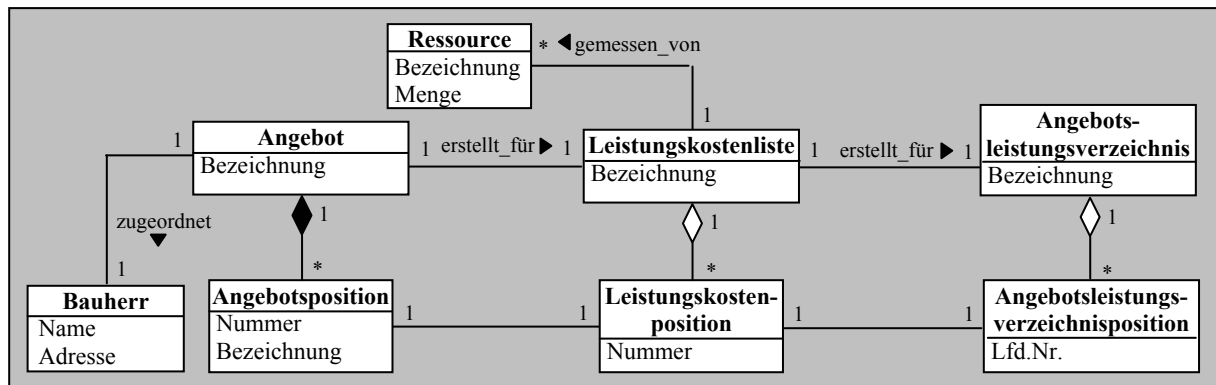 Ressource
* ◄ gemessen_von
Bezeichnung
Menge
1
1
Angebot
Bezeichnung
1 erstellt_für ► 1
Leistungskostenliste
Bezeichnung
1 erstellt_für ► 1
Angebots-
leistungsverzeichnis
Bezeichnung
zugeordnet
▼
1
1
1
1
*
*
*
Bauherr
Name
Adresse
Angebotsposition
Nummer
Bezeichnung
1
1
Leistungskosten-
position
Nummer
1
1
Angebotsleistungs-
verzeichnisposition
Lfd.Nr.